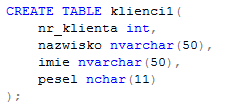 CREATE TABLE klienci1(
    nr_klienta int,
    nazwisko nvarchar(50),
    imie nvarchar(50),
    pesel nchar(11)
);